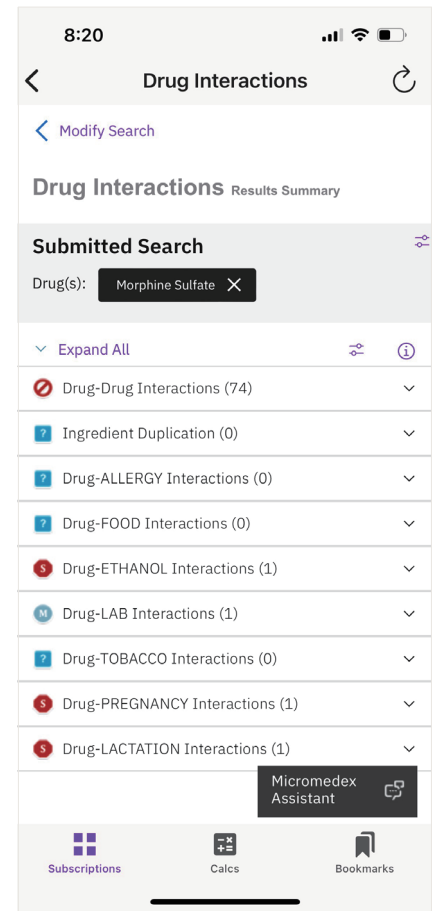 8:20
Drug Interactions
Modify Search
Drug Interactions Results Summary
Submitted Search
Drug(s): Morphine Sulfate
Expand All
Drug-Drug Interactions (74)
? Ingredient Duplication (0)
? Drug-ALLERGY Interactions (0)
? Drug-FOOD Interactions (0)
S Drug-ETHANOL Interactions (1)
M Drug-LAB Interactions (1)
? Drug-TOBACCO Interactions (0)
S Drug-PREGNANCY Interactions (1)
S Drug-LACTATION Interactions (1)
Micromedex
Assistant
Subscriptions Calcs Bookmarks